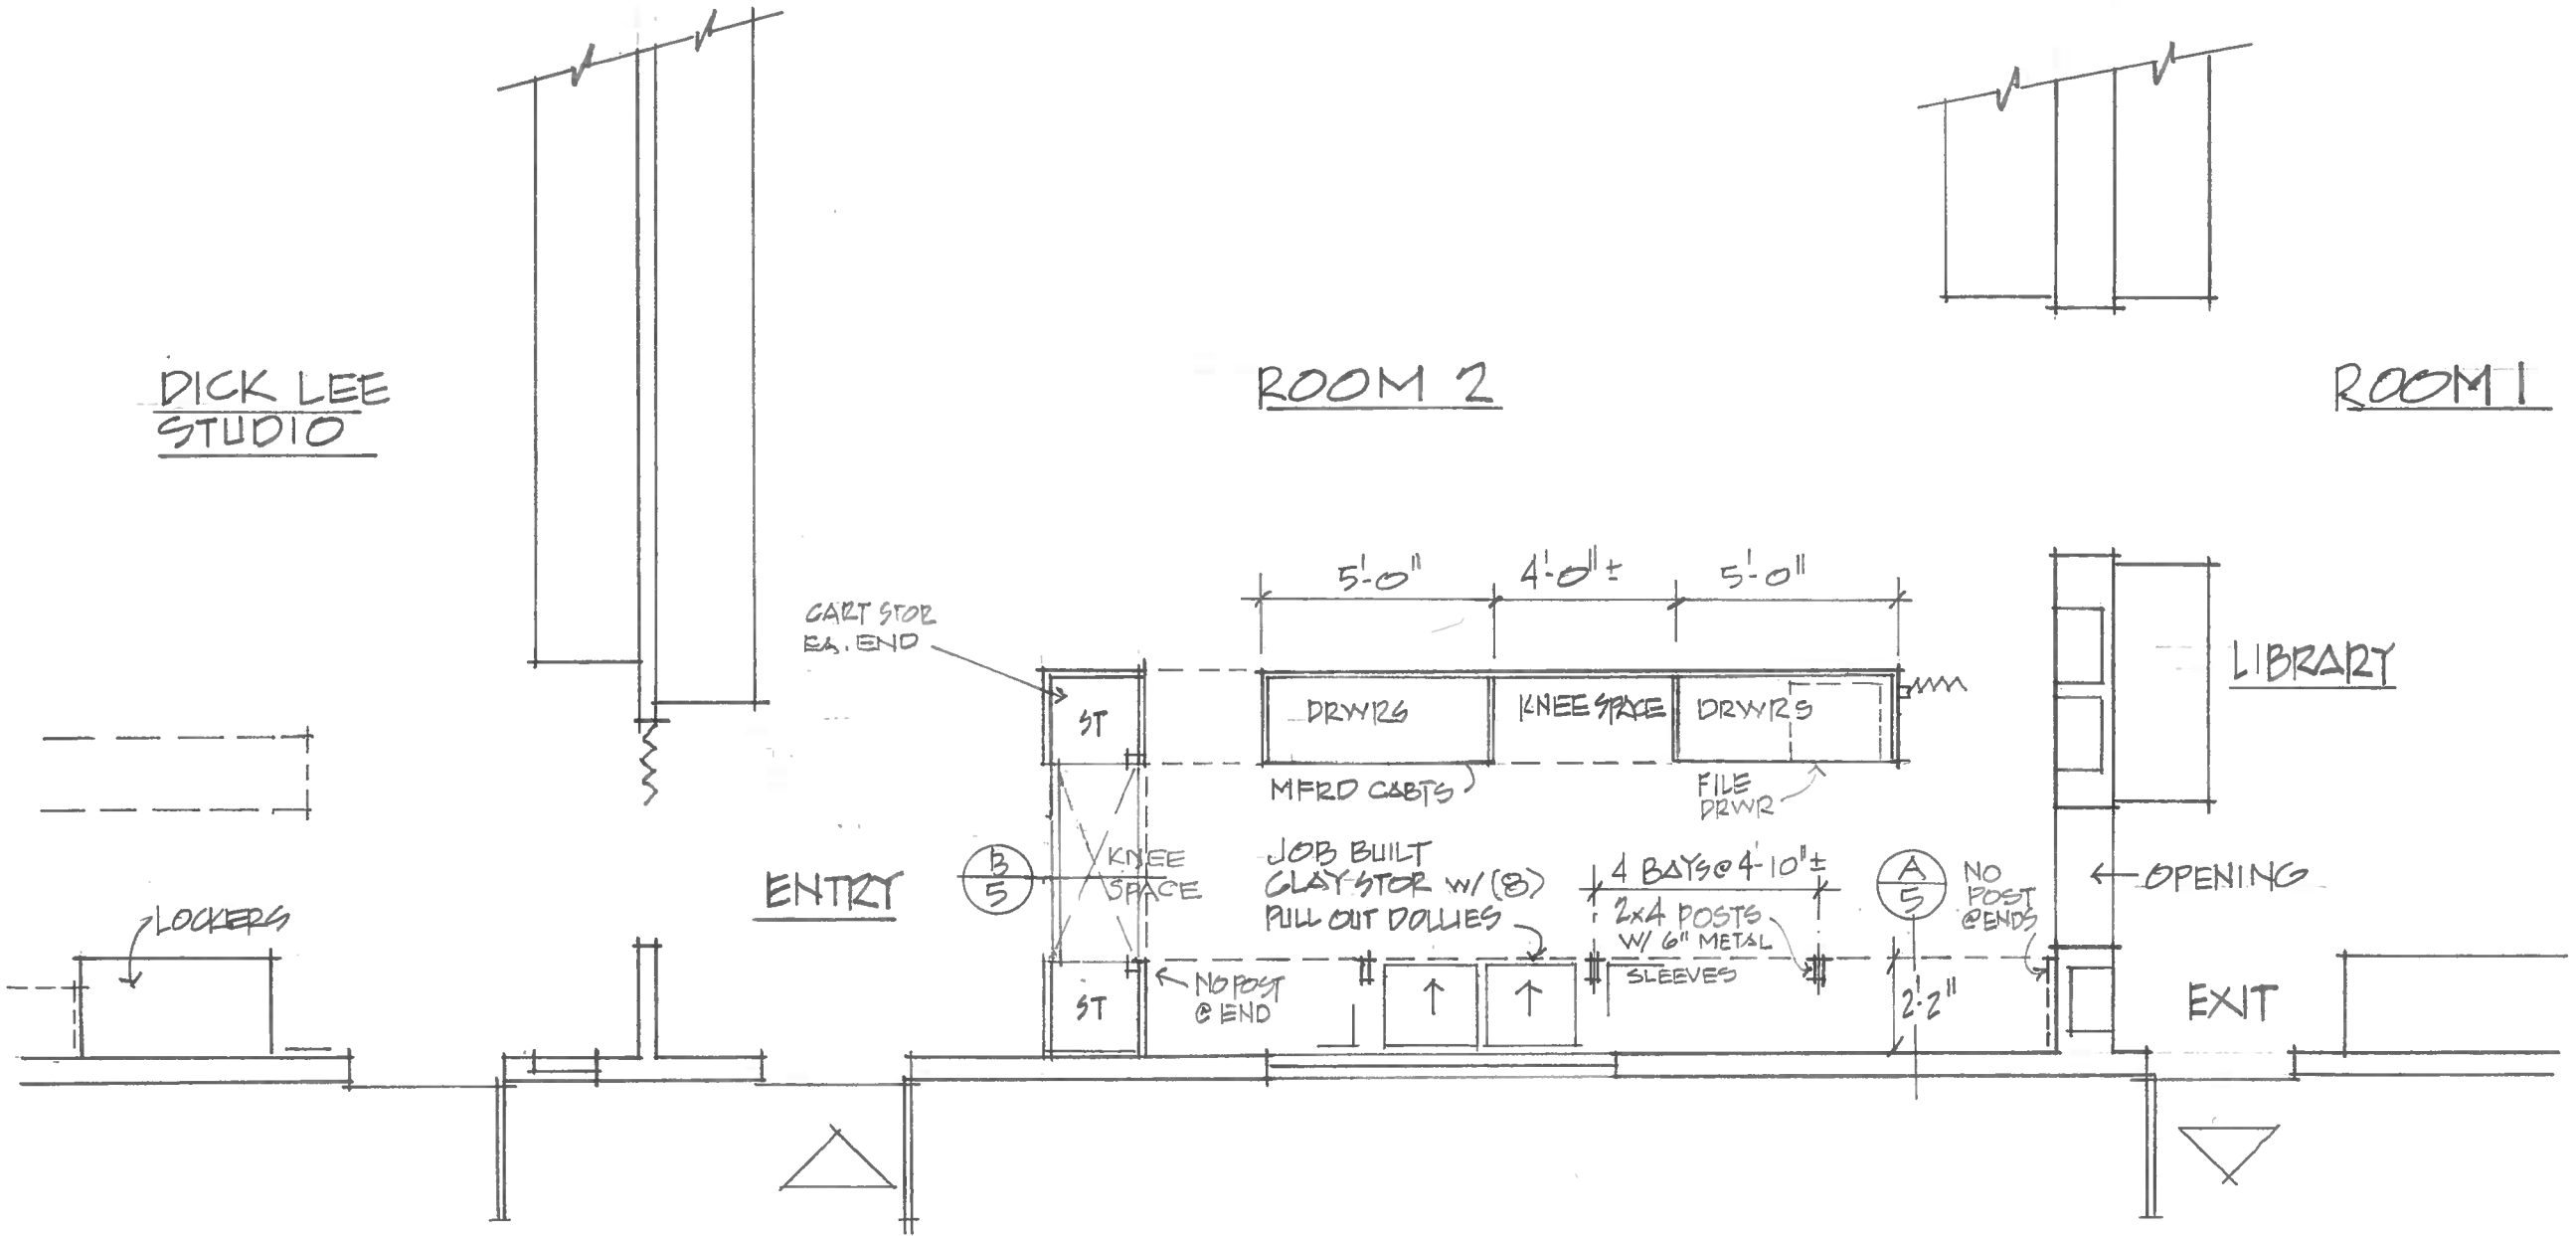 DICK LEE
STUDIO
ROOM 2
ROOM 1
5'-0"
4'-0"±
5'-0"
CART STOR
EA. END
ST
DRWRS
KNEE SPACE
DRWRS
LIBRARY
MFRD CABTS
FILE
DRWR
B
5
KNEE
SPACE
JOB BUILT
CLAY STOR W/ (8)
PULL OUT DOLLIES
4 BAYS @ 4'-10"±
2x4 POSTS
W/ 6" METAL
SLEEVES
A
5
NO
POST
@ ENDS
OPENING
ENTRY
LOCKERS
ST
NO POST
@ END
2'-2"
EXIT